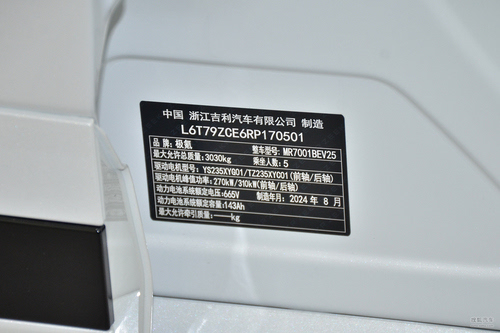 中国 浙江吉利汽车有限公司 制造
L6T79ZCE6RP170501
品牌:极氪 整车型号:MR7001BEV25
最大允许总质量:3030kg 乘坐人数:5
驱动电机型号:YS235XYG01/TZ235XYC01(前轴/后轴)
驱动电机峰值功率:270kW/310kW(前轴/后轴)
动力电池系统额定电压:665V
动力电池系统额定容量:143Ah 制造年月:2024 年 8 月
最大允许牵引质量:——kg